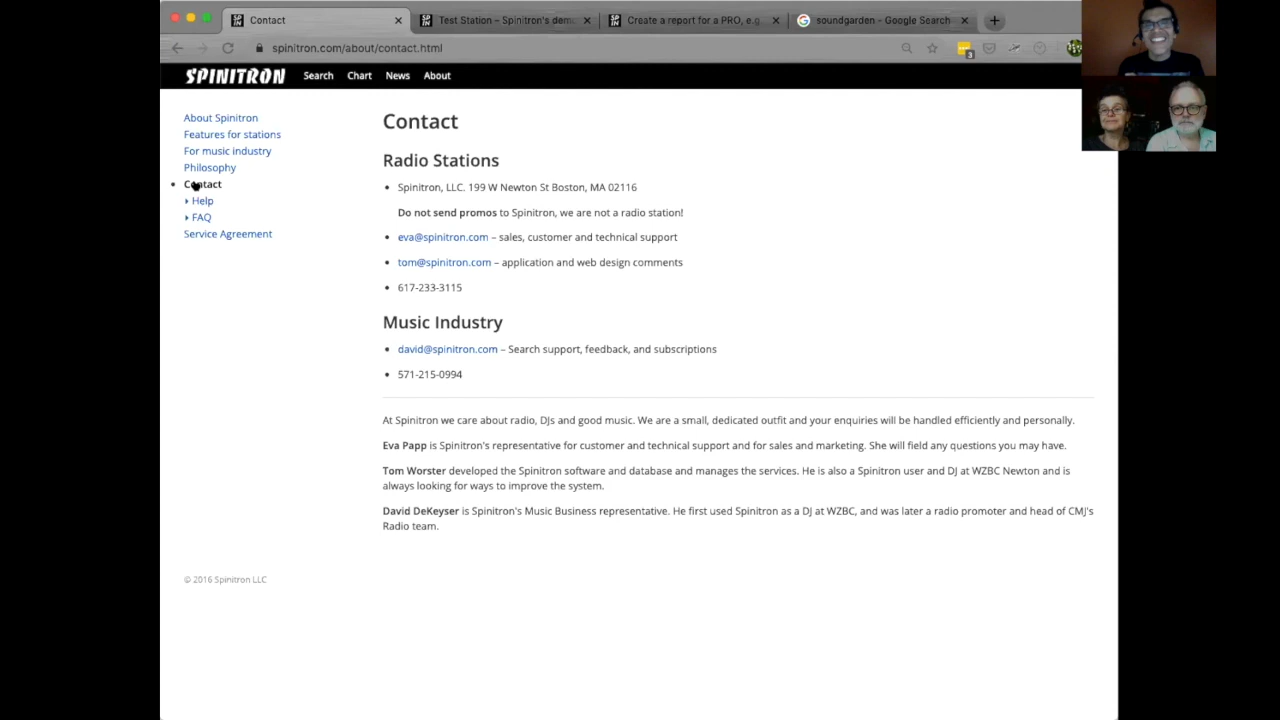 Contact
Test Station – Spinitron's dem
Create a report for a PRO, e.g
soundgarden - Google Search
spinitron.com/about/contact.html
3
SPINITRON Search Chart News About
About Spinitron
Features for stations
For music industry
Philosophy
Contact
Help
FAQ
Service Agreement
Contact
Radio Stations
Spinitron, LLC. 199 W Newton St Boston, MA 02116
Do not send promos to Spinitron, we are not a radio station!
eva@spinitron.com – sales, customer and technical support
tom@spinitron.com – application and web design comments
617-233-3115
Music Industry
david@spinitron.com – Search support, feedback, and subscriptions
571-215-0994
At Spinitron we care about radio, DJs and good music. We are a small, dedicated outfit and your enquiries will be handled efficiently and personally.
Eva Papp is Spinitron's representative for customer and technical support and for sales and marketing. She will field any questions you may have.
Tom Worster developed the Spinitron software and database and manages the services. He is also a Spinitron user and DJ at WZBC Newton and is
always looking for ways to improve the system.
David DeKeyser is Spinitron's Music Business representative. He first used Spinitron as a DJ at WZBC, and was later a radio promoter and head of CMJ's
Radio team.
© 2016 Spinitron LLC